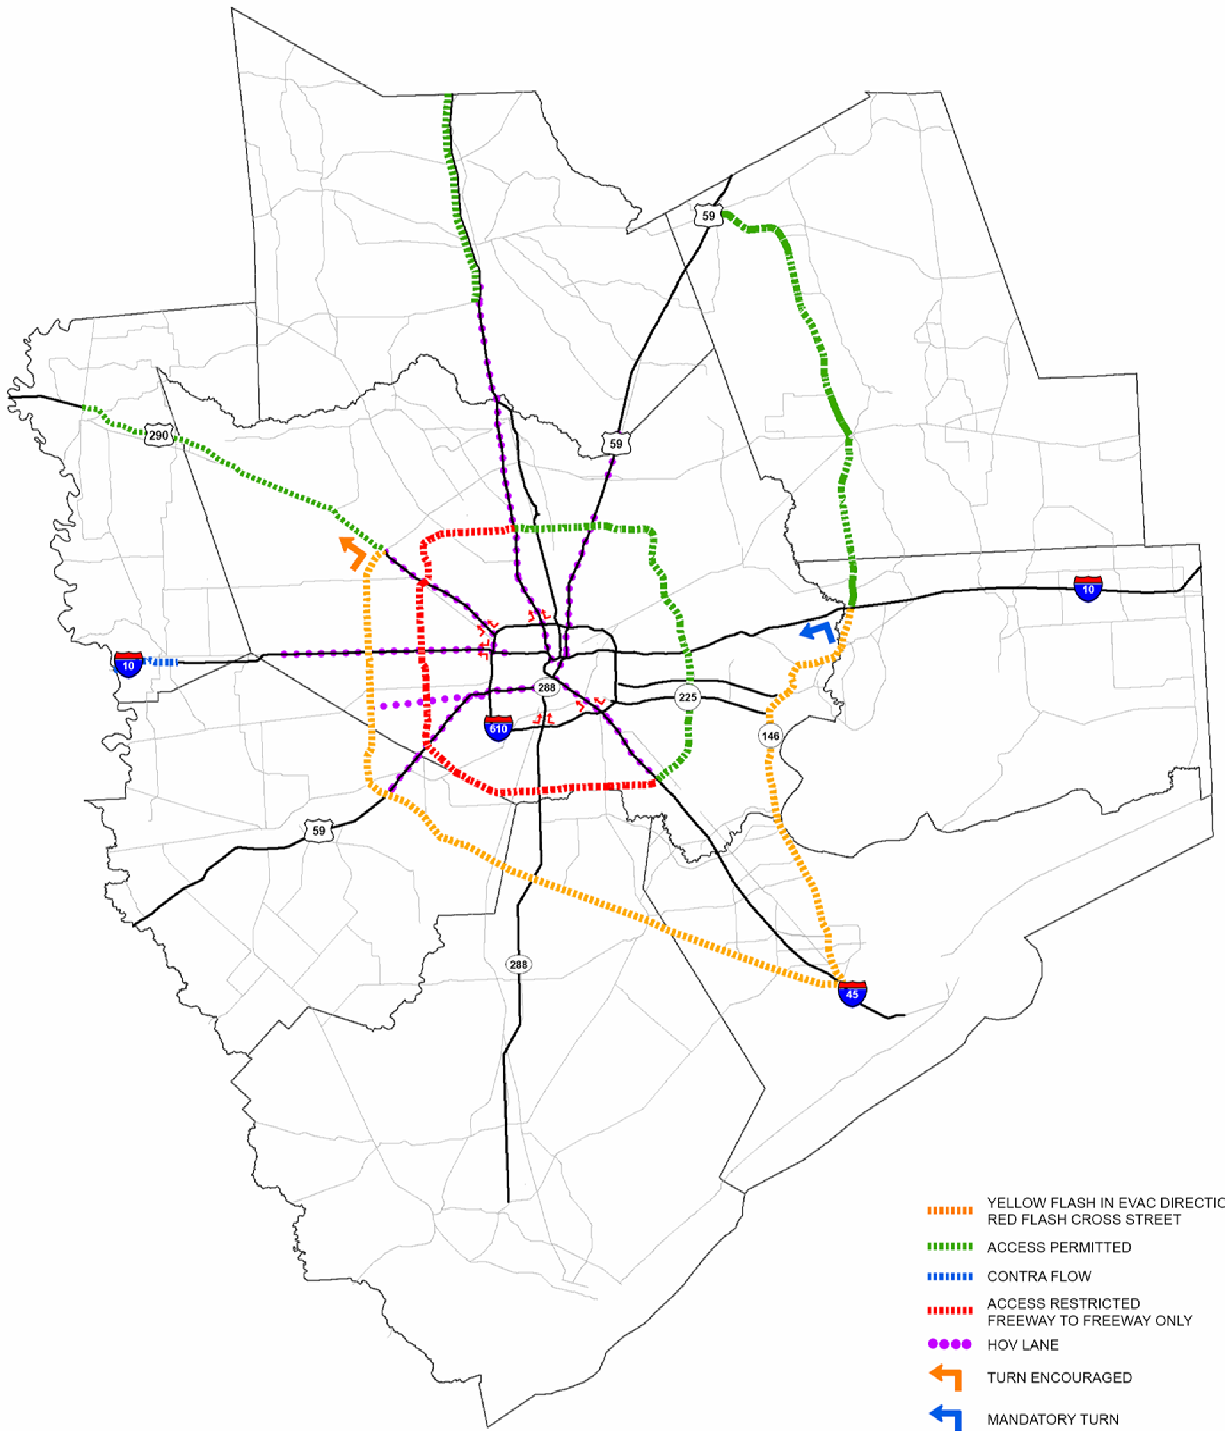 59
290
59
10
10
288
225
610
146
59
288
45
YELLOW FLASH IN EVAC DIRECTIO
RED FLASH CROSS STREET
ACCESS PERMITTED
CONTRA FLOW
ACCESS RESTRICTED
FREEWAY TO FREEWAY ONLY
HOV LANE
TURN ENCOURAGED
MANDATORY TURN